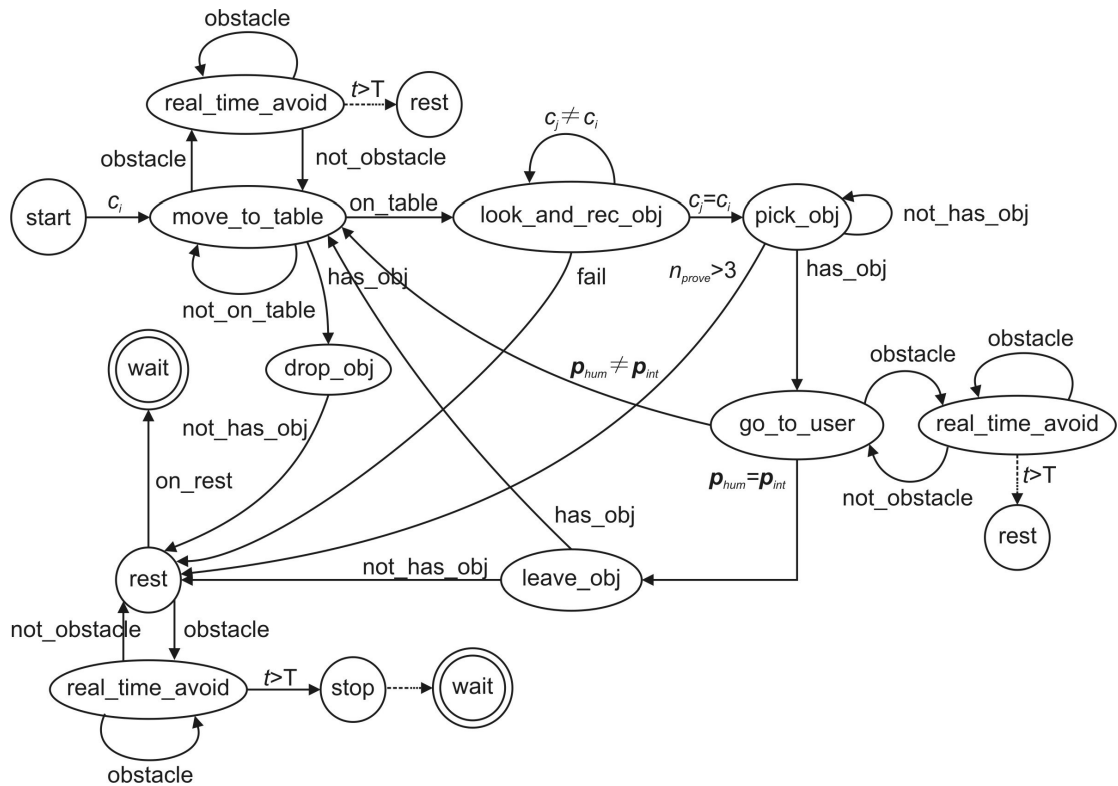 obstacle
real_time_avoid
t>T
rest
obstacle
not_obstacle
c_j≠c_i
start
c_i
move_to_table
on_table
look_and_rec_obj
c_j=c_i
pick_obj
not_has_obj
not_on_table
has_obj
fail
n_prove>3
has_obj
wait
drop_obj
p_hum≠p_int
obstacle
obstacle
not_has_obj
go_to_user
real_time_avoid
on_rest
p_hum=p_int
not_obstacle
t>T
has_obj
rest
rest
not_has_obj
leave_obj
not_obstacle
obstacle
real_time_avoid
t>T
stop
wait
obstacle